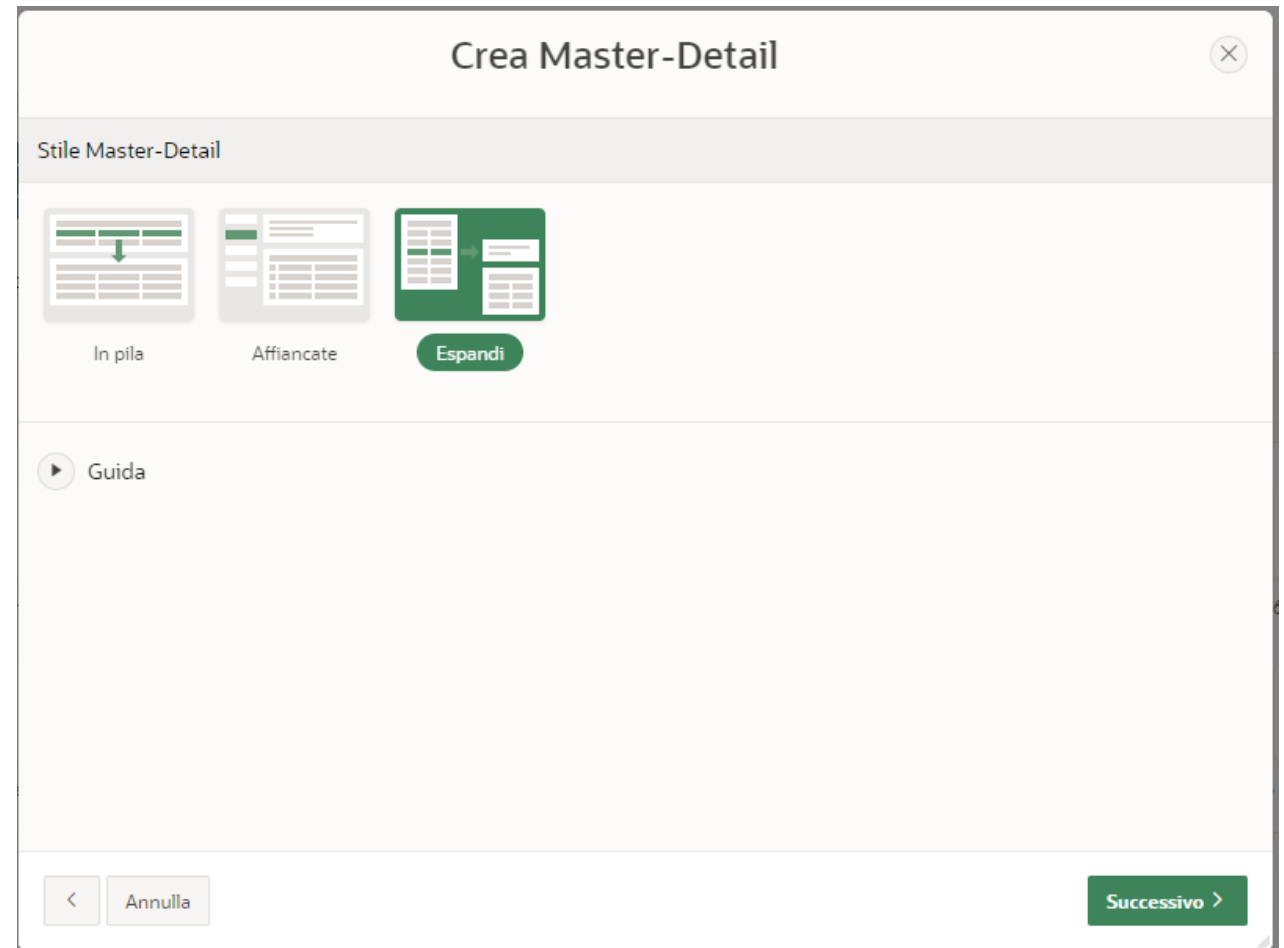 Crea Master-Detail
Stile Master-Detail
In pila
Affiancate
Espandi
Guida
Annulla
Successivo